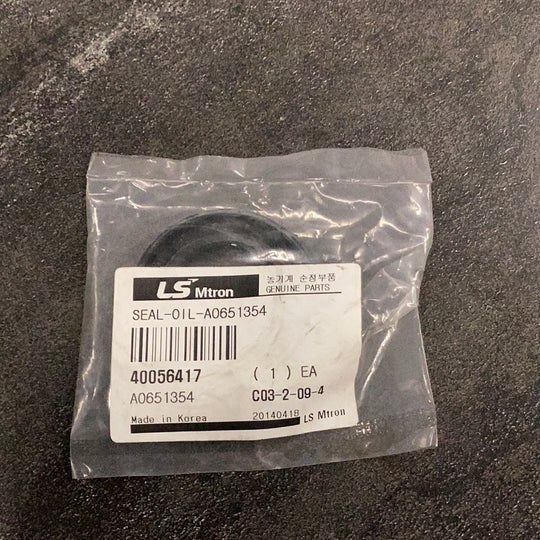 LS Mtron
농기계 순정부품
GENUINE PARTS
SEAL-OIL-A0651354
40056417 ( 1 ) EA
A0651354 C03-2-09-4
Made in Korea 20140418 LS Mtron